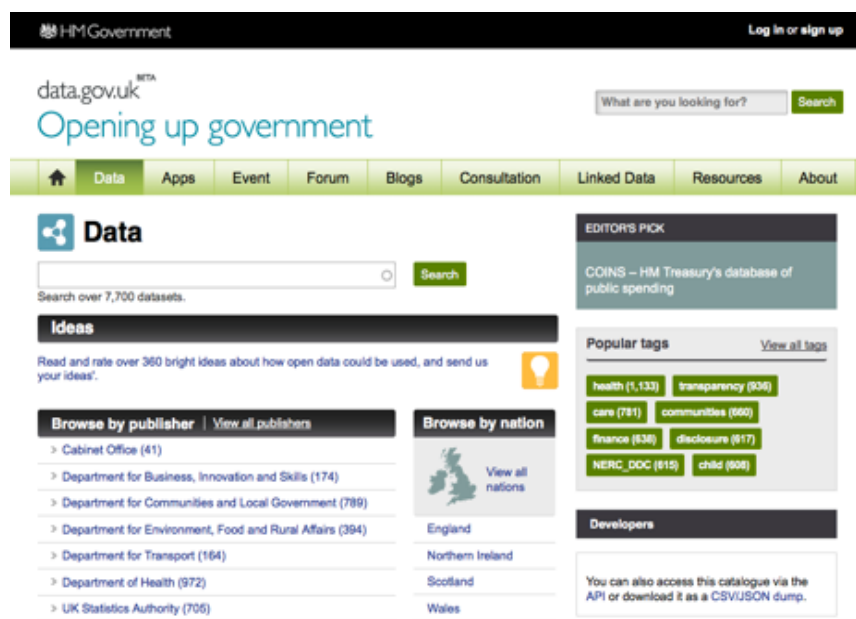 HM Government
Log in or sign up
data.gov.uk BETA
Opening up government
What are you looking for?
Search
Data
Apps
Event
Forum
Blogs
Consultation
Linked Data
Resources
About
Data
Search
Search over 7,700 datasets.
Ideas
Read and rate over 360 bright ideas about how open data could be used, and send us
your ideas'.
Browse by publisher | View all publishers
> Cabinet Office (41)
> Department for Business, Innovation and Skills (174)
> Department for Communities and Local Government (789)
> Department for Environment, Food and Rural Affairs (394)
> Department for Transport (164)
> Department of Health (972)
> UK Statistics Authority (705)
Browse by nation
View all
nations
England
Northern Ireland
Scotland
Wales
EDITOR'S PICK
COINS – HM Treasury's database of
public spending
Popular tags
View all tags
health (1,133) transparency (936)
care (781) communities (660)
finance (638) disclosure (617)
NERC_DDC (615) child (608)
Developers
You can also access this catalogue via the
API or download it as a CSV/JSON dump.